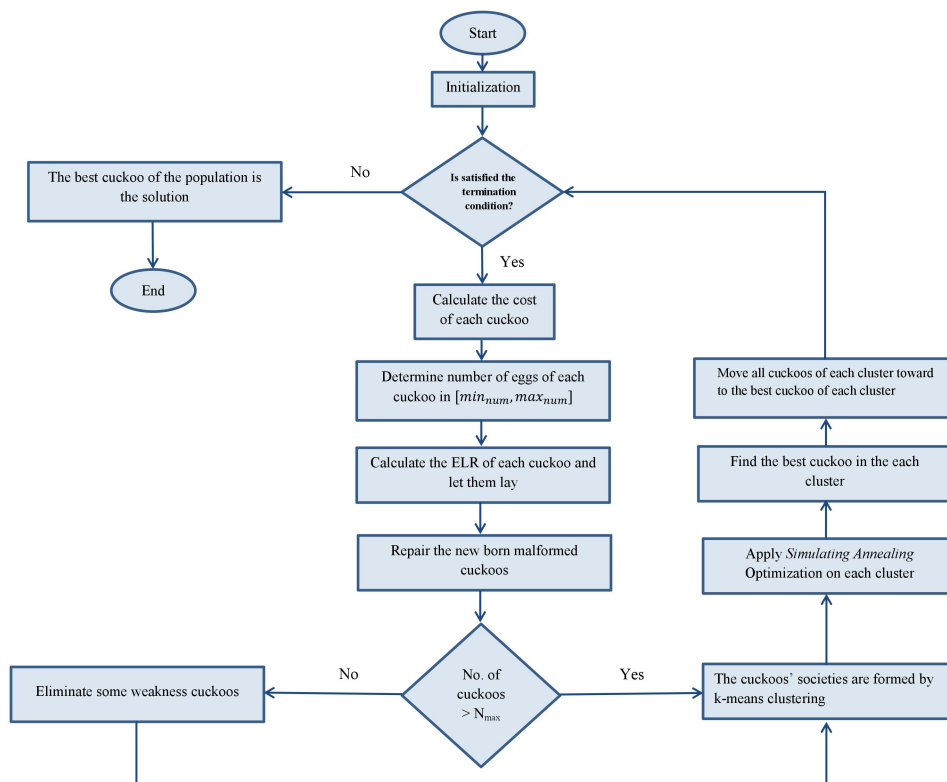 Start
Initialization
Is satisfied the
termination
condition?
No
The best cuckoo of the population is
the solution
End
Yes
Calculate the cost
of each cuckoo
Determine number of eggs of each
cuckoo in [min_num, max_num]
Calculate the ELR of each cuckoo and
let them lay
Repair the new born malformed
cuckoos
No. of
cuckoos
> N_max
No
Eliminate some weakness cuckoos
Yes
The cuckoos’ societies are formed by
k-means clustering
Apply Simulating Annealing
Optimization on each cluster
Find the best cuckoo in the each
cluster
Move all cuckoos of each cluster toward
to the best cuckoo of each cluster